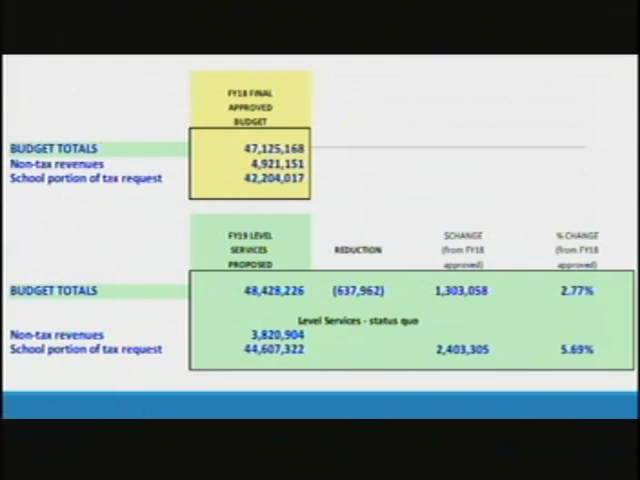 FY18 FINAL
APPROVED
BUDGET
BUDGET TOTALS 47,125,168
Non-tax revenues 4,921,151
School portion of tax request 42,204,017
FY19 LEVEL SCHANGE % CHANGE
SERVICES REDUCTION (from FY18 (from FY18
PROPOSED approved) approved)
BUDGET TOTALS 48,428,226 (637,962) 1,303,058 2.77%
Level Services - status quo
Non-tax revenues 3,820,904
School portion of tax request 44,607,322 2,403,305 5.69%